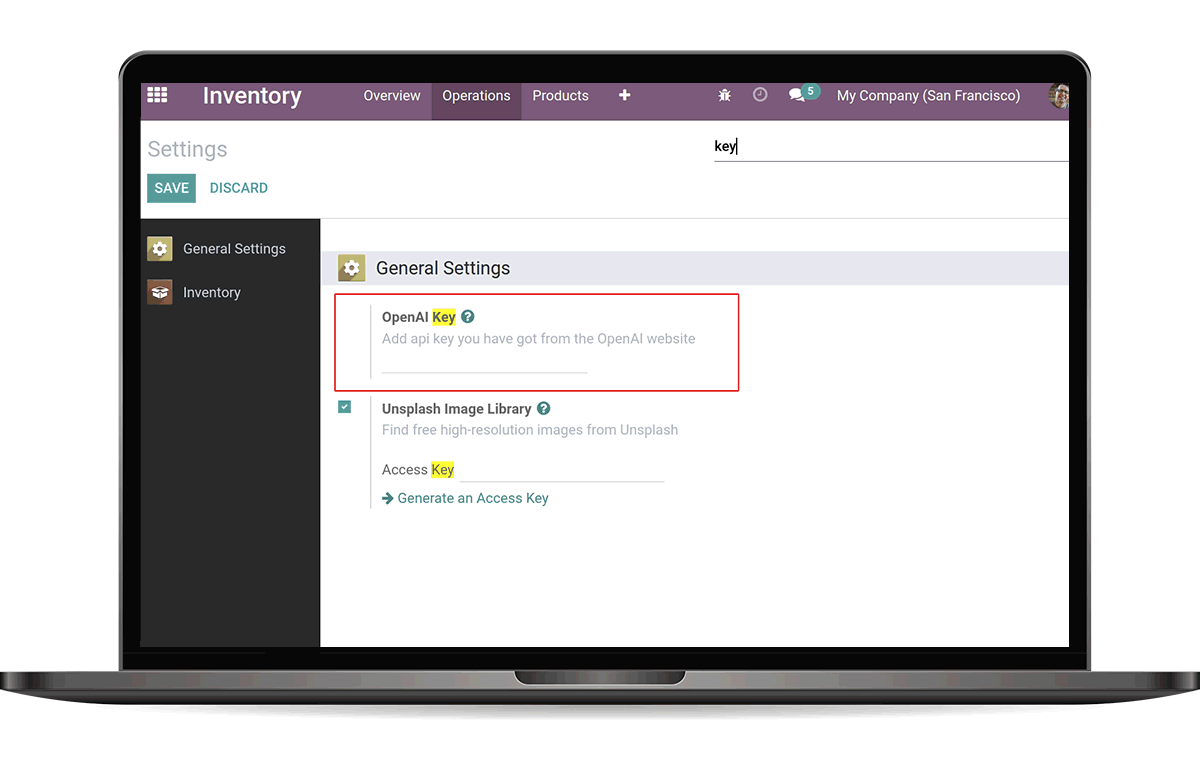 Inventory Overview Operations Products + 5 My Company (San Francisco)
Settings
key
SAVE DISCARD
General Settings
Inventory
General Settings
OpenAI Key ?
Add api key you have got from the OpenAI website
Unsplash Image Library ?
Find free high-resolution images from Unsplash
Access Key
Generate an Access Key